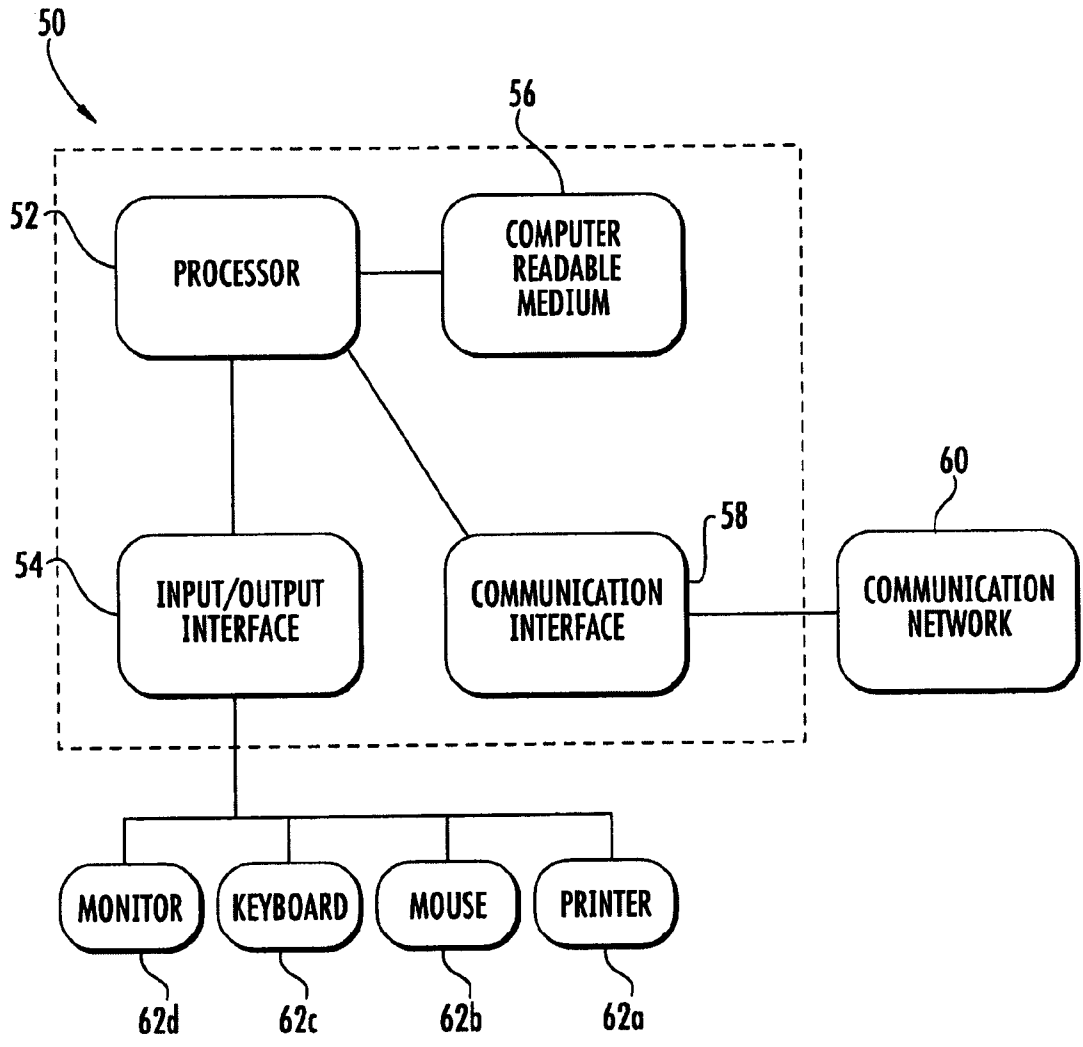 50
56
52
PROCESSOR
COMPUTER
READABLE
MEDIUM
60
58
54
INPUT/OUTPUT
INTERFACE
COMMUNICATION
INTERFACE
COMMUNICATION
NETWORK
MONITOR
KEYBOARD
MOUSE
PRINTER
62d
62c
62b
62a